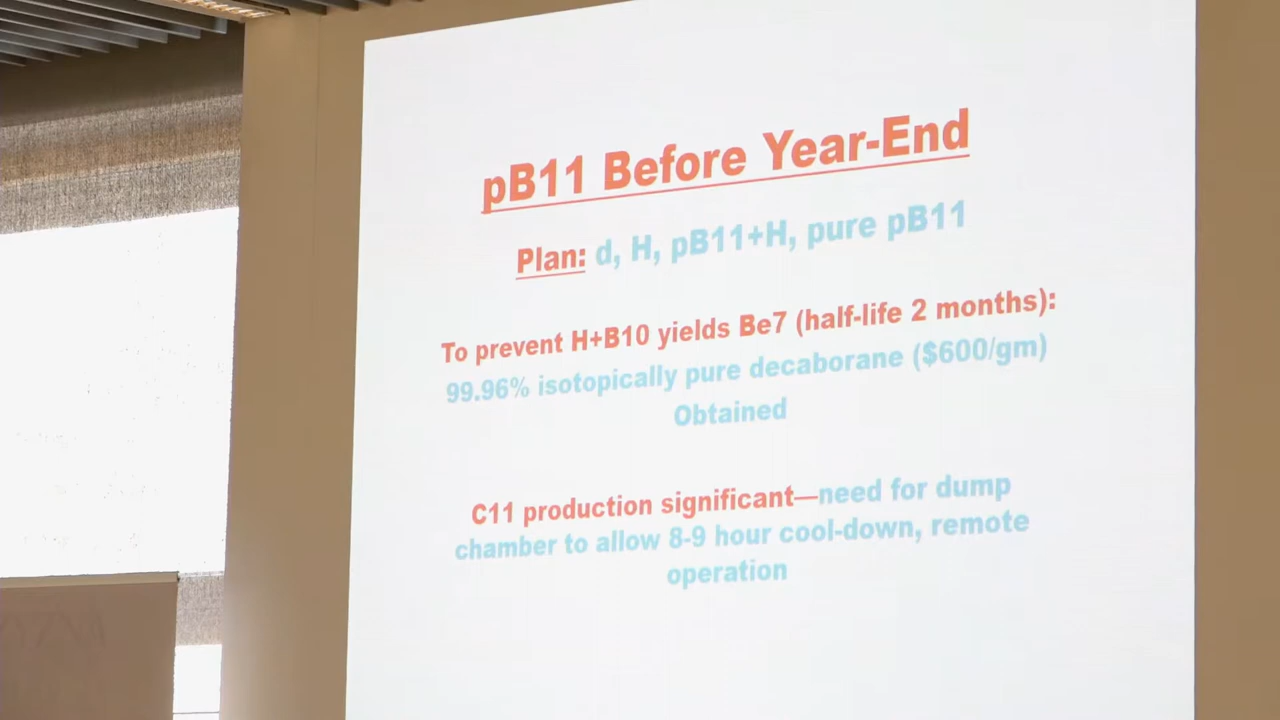 pB11 Before Year-End
Plan: d, H, pB11+H, pure pB11
To prevent H+B10 yields Be7 (half-life 2 months):
99.96% isotopically pure decaborane ($600/gm)
Obtained
C11 production significant—need for dump
chamber to allow 8-9 hour cool-down, remote
operation